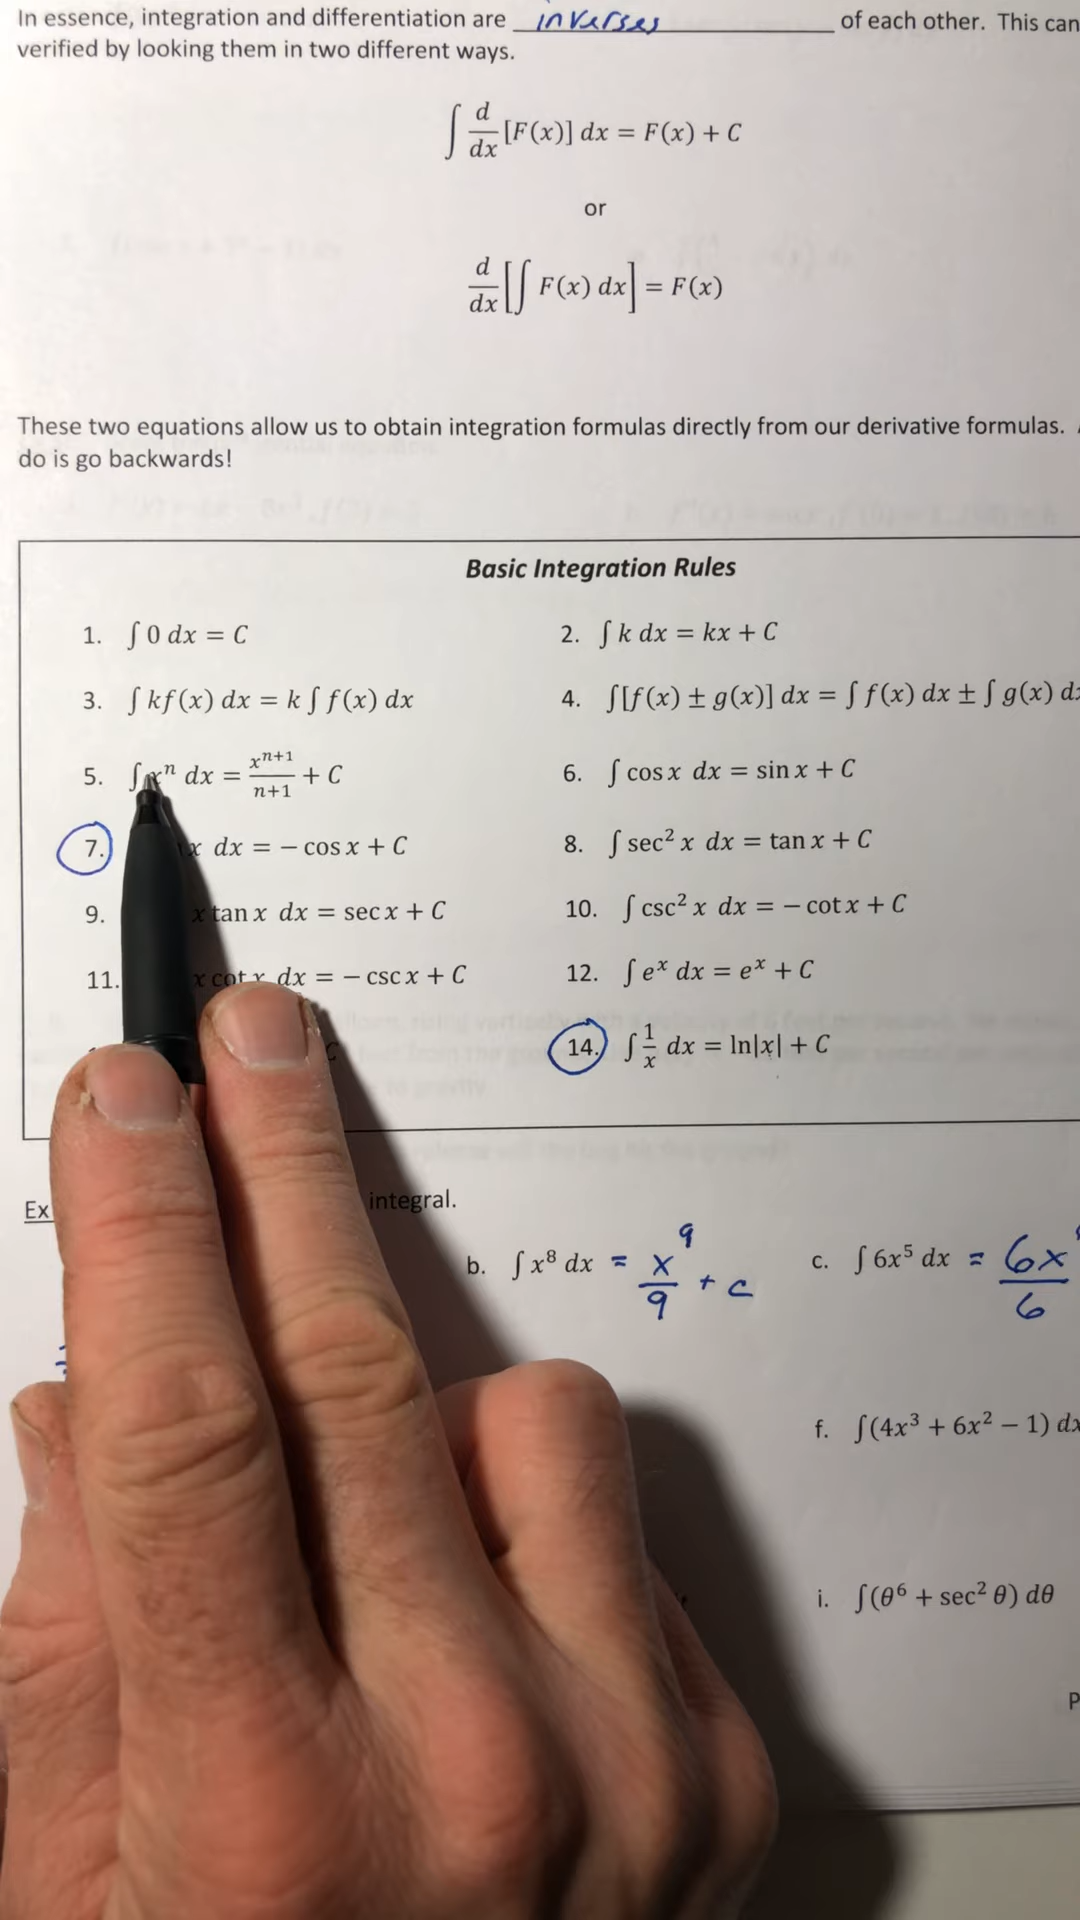 In essence, integration and differentiation are inverses of each other. This can
verified by looking them in two different ways.
∫ d/dx [F(x)] dx = F(x) + C
or
d/dx [∫ F(x) dx] = F(x)
These two equations allow us to obtain integration formulas directly from our derivative formulas.
do is go backwards!
Basic Integration Rules
1. ∫ 0 dx = C
2. ∫ k dx = kx + C
3. ∫ kf(x) dx = k ∫ f(x) dx
4. ∫[f(x) ± g(x)] dx = ∫ f(x) dx ± ∫ g(x) dx
5. ∫ xⁿ dx = xⁿ⁺¹/n+1 + C
6. ∫ cos x dx = sin x + C
7. x dx = − cos x + C
8. ∫ sec² x dx = tan x + C
9. x tan x dx = sec x + C
10. ∫ csc² x dx = − cot x + C
11. x cot x dx = − csc x + C
12. ∫ eˣ dx = eˣ + C
C
14. ∫ 1/x dx = ln|x| + C
Ex integral.
b. ∫ x⁸ dx = x⁹/9 + c
c. ∫ 6x⁵ dx = 6x/6
f. ∫(4x³ + 6x² − 1) dx
i. ∫(θ⁶ + sec² θ) dθ
P